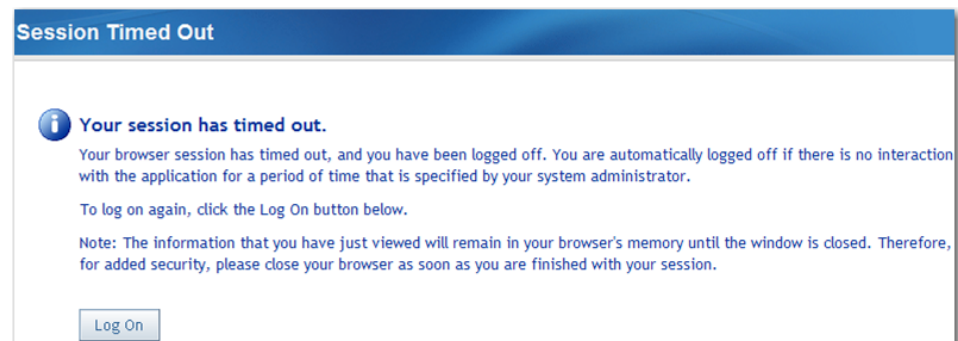 Session Timed Out
Your session has timed out.
Your browser session has timed out, and you have been logged off. You are automatically logged off if there is no interaction
with the application for a period of time that is specified by your system administrator.
To log on again, click the Log On button below.
Note: The information that you have just viewed will remain in your browser's memory until the window is closed. Therefore,
for added security, please close your browser as soon as you are finished with your session.
Log On